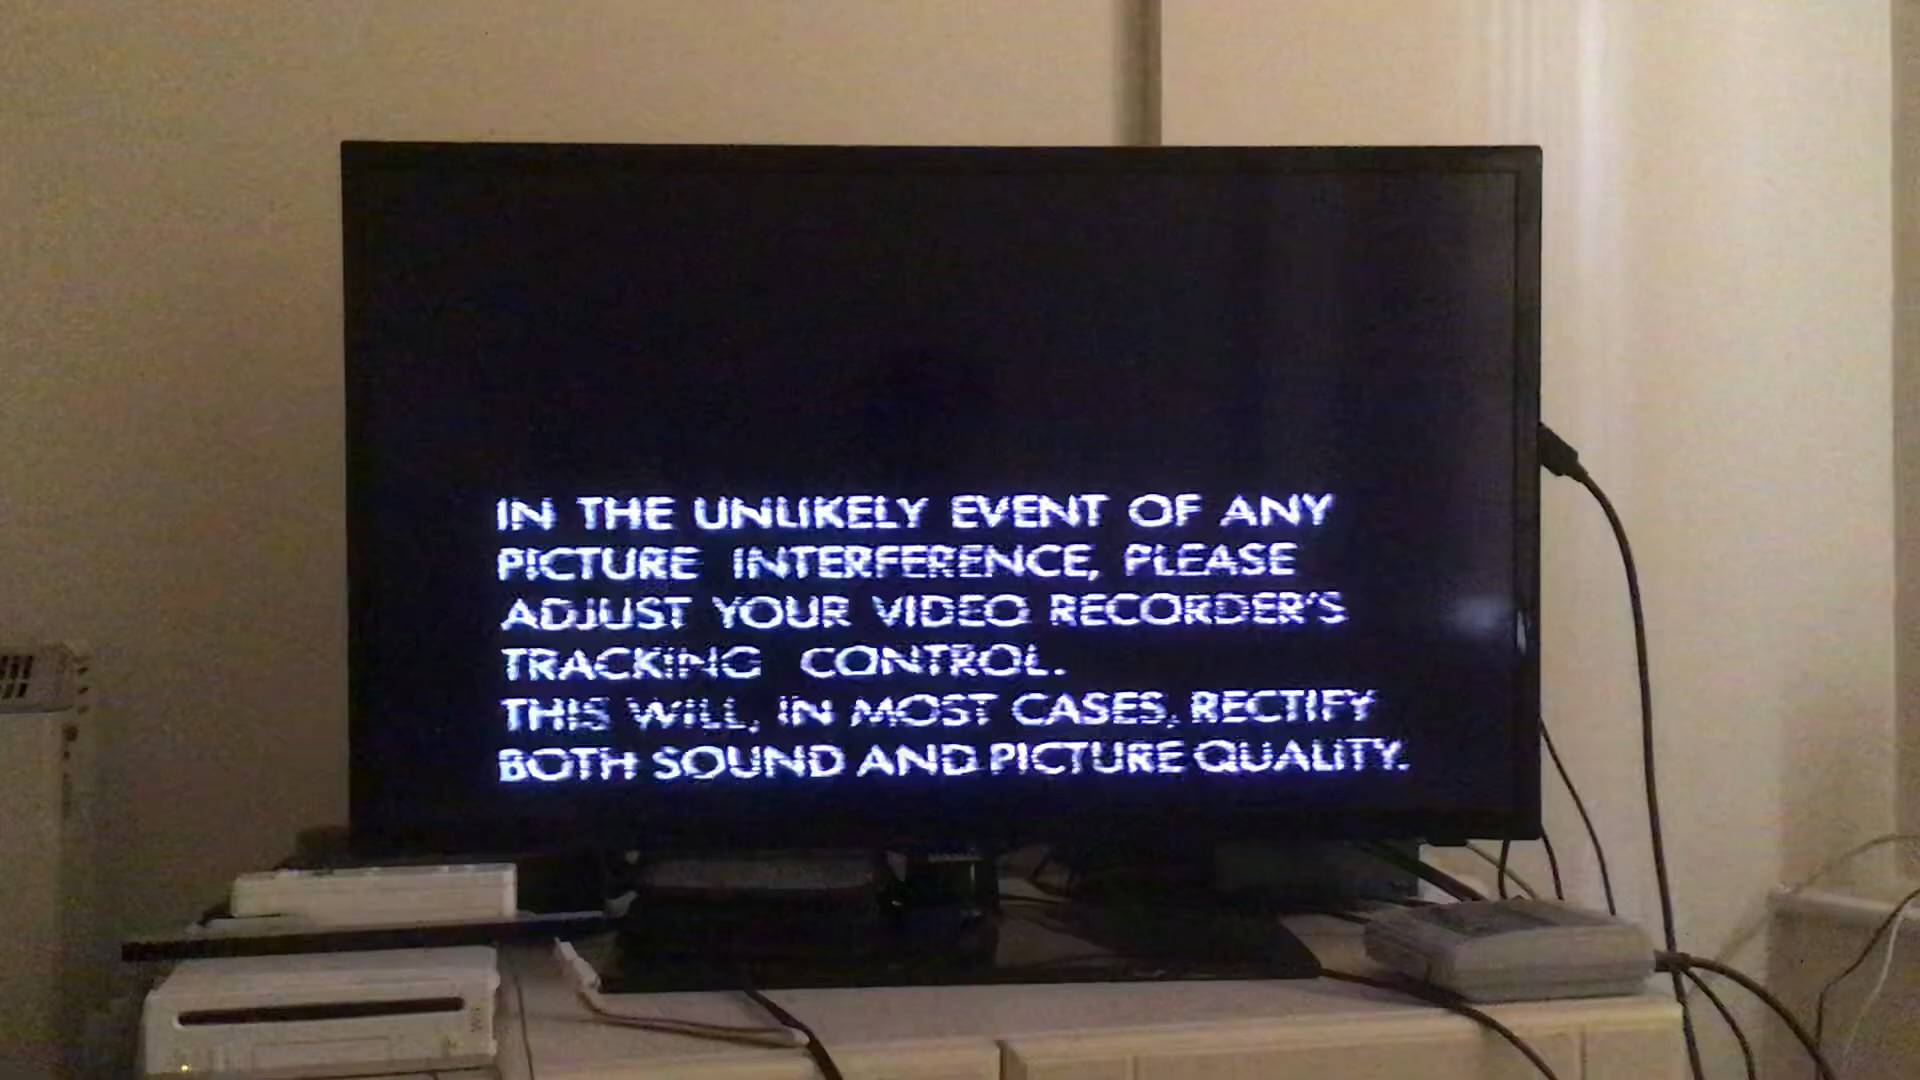 IN THE UNLIKELY EVENT OF ANY
PICTURE INTERFERENCE, PLEASE
ADJUST YOUR VIDEO RECORDER'S
TRACKING CONTROL.
THIS WILL, IN MOST CASES, RECTIFY
BOTH SOUND AND PICTURE QUALITY.
Wii